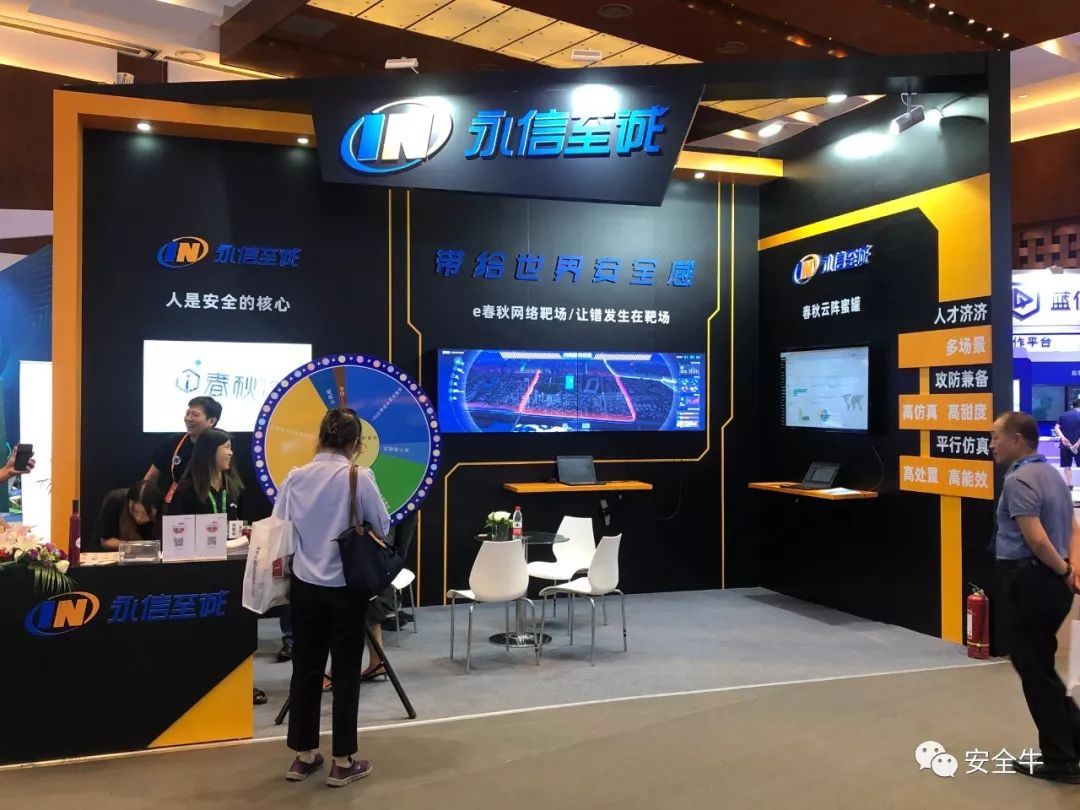 IN 永信至诚
IN 永信至诚
人是安全的核心
春秋
带给世界安全感
e春秋网络靶场/让错发生在靶场
IN 永信至诚
春秋云阵蜜罐
人才济济
多场景
攻防兼备
高仿真 高甜度
平行仿真
高处置 高能效
蓝信
作平台
IN 永信至诚
安全牛